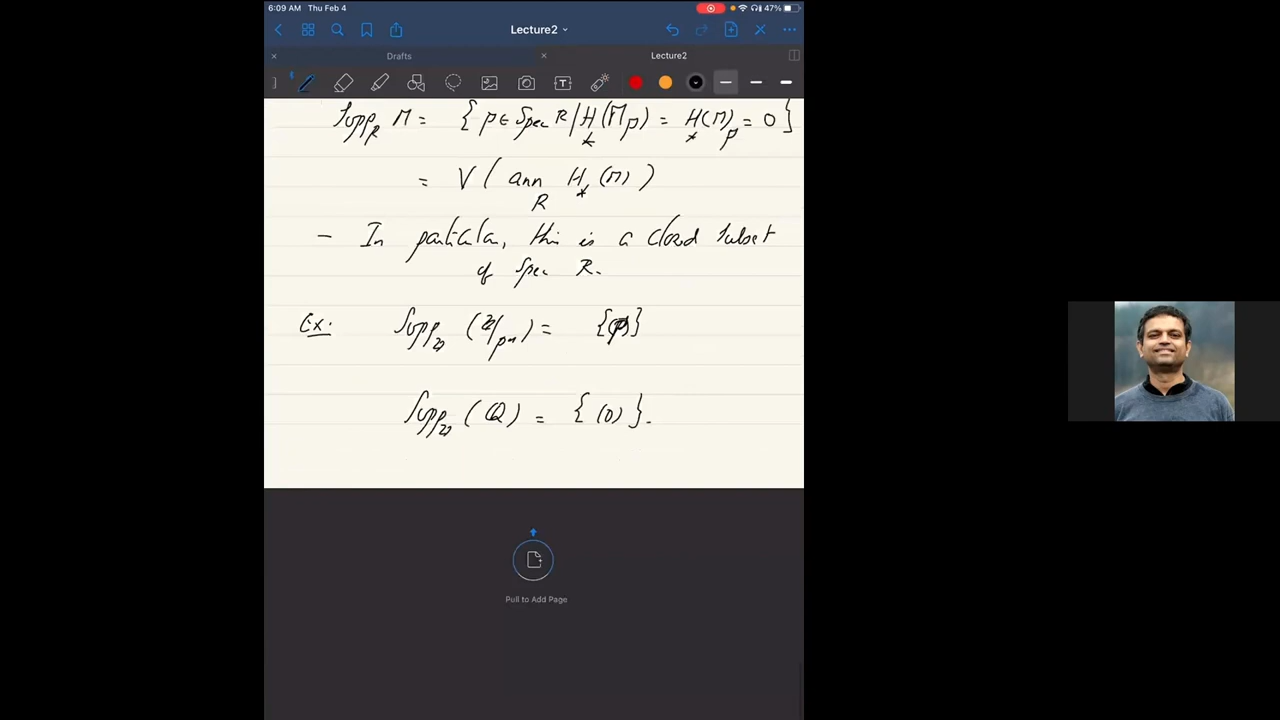 6:09 AM Thu Feb 4
47%
Lecture2
Drafts
Lecture2
Supp_R M = { p ∈ Spec R | H_*(M_p) = H_*(M)_p = 0 }
= V ( ann_R H_*(M) )
– In particular, this is a closed subset
of Spec R.
Ex: Supp_ℤ (ℤ/pⁿ) = {(p)}
Supp_ℤ (ℚ) = { (0) }.
Pull to Add Page